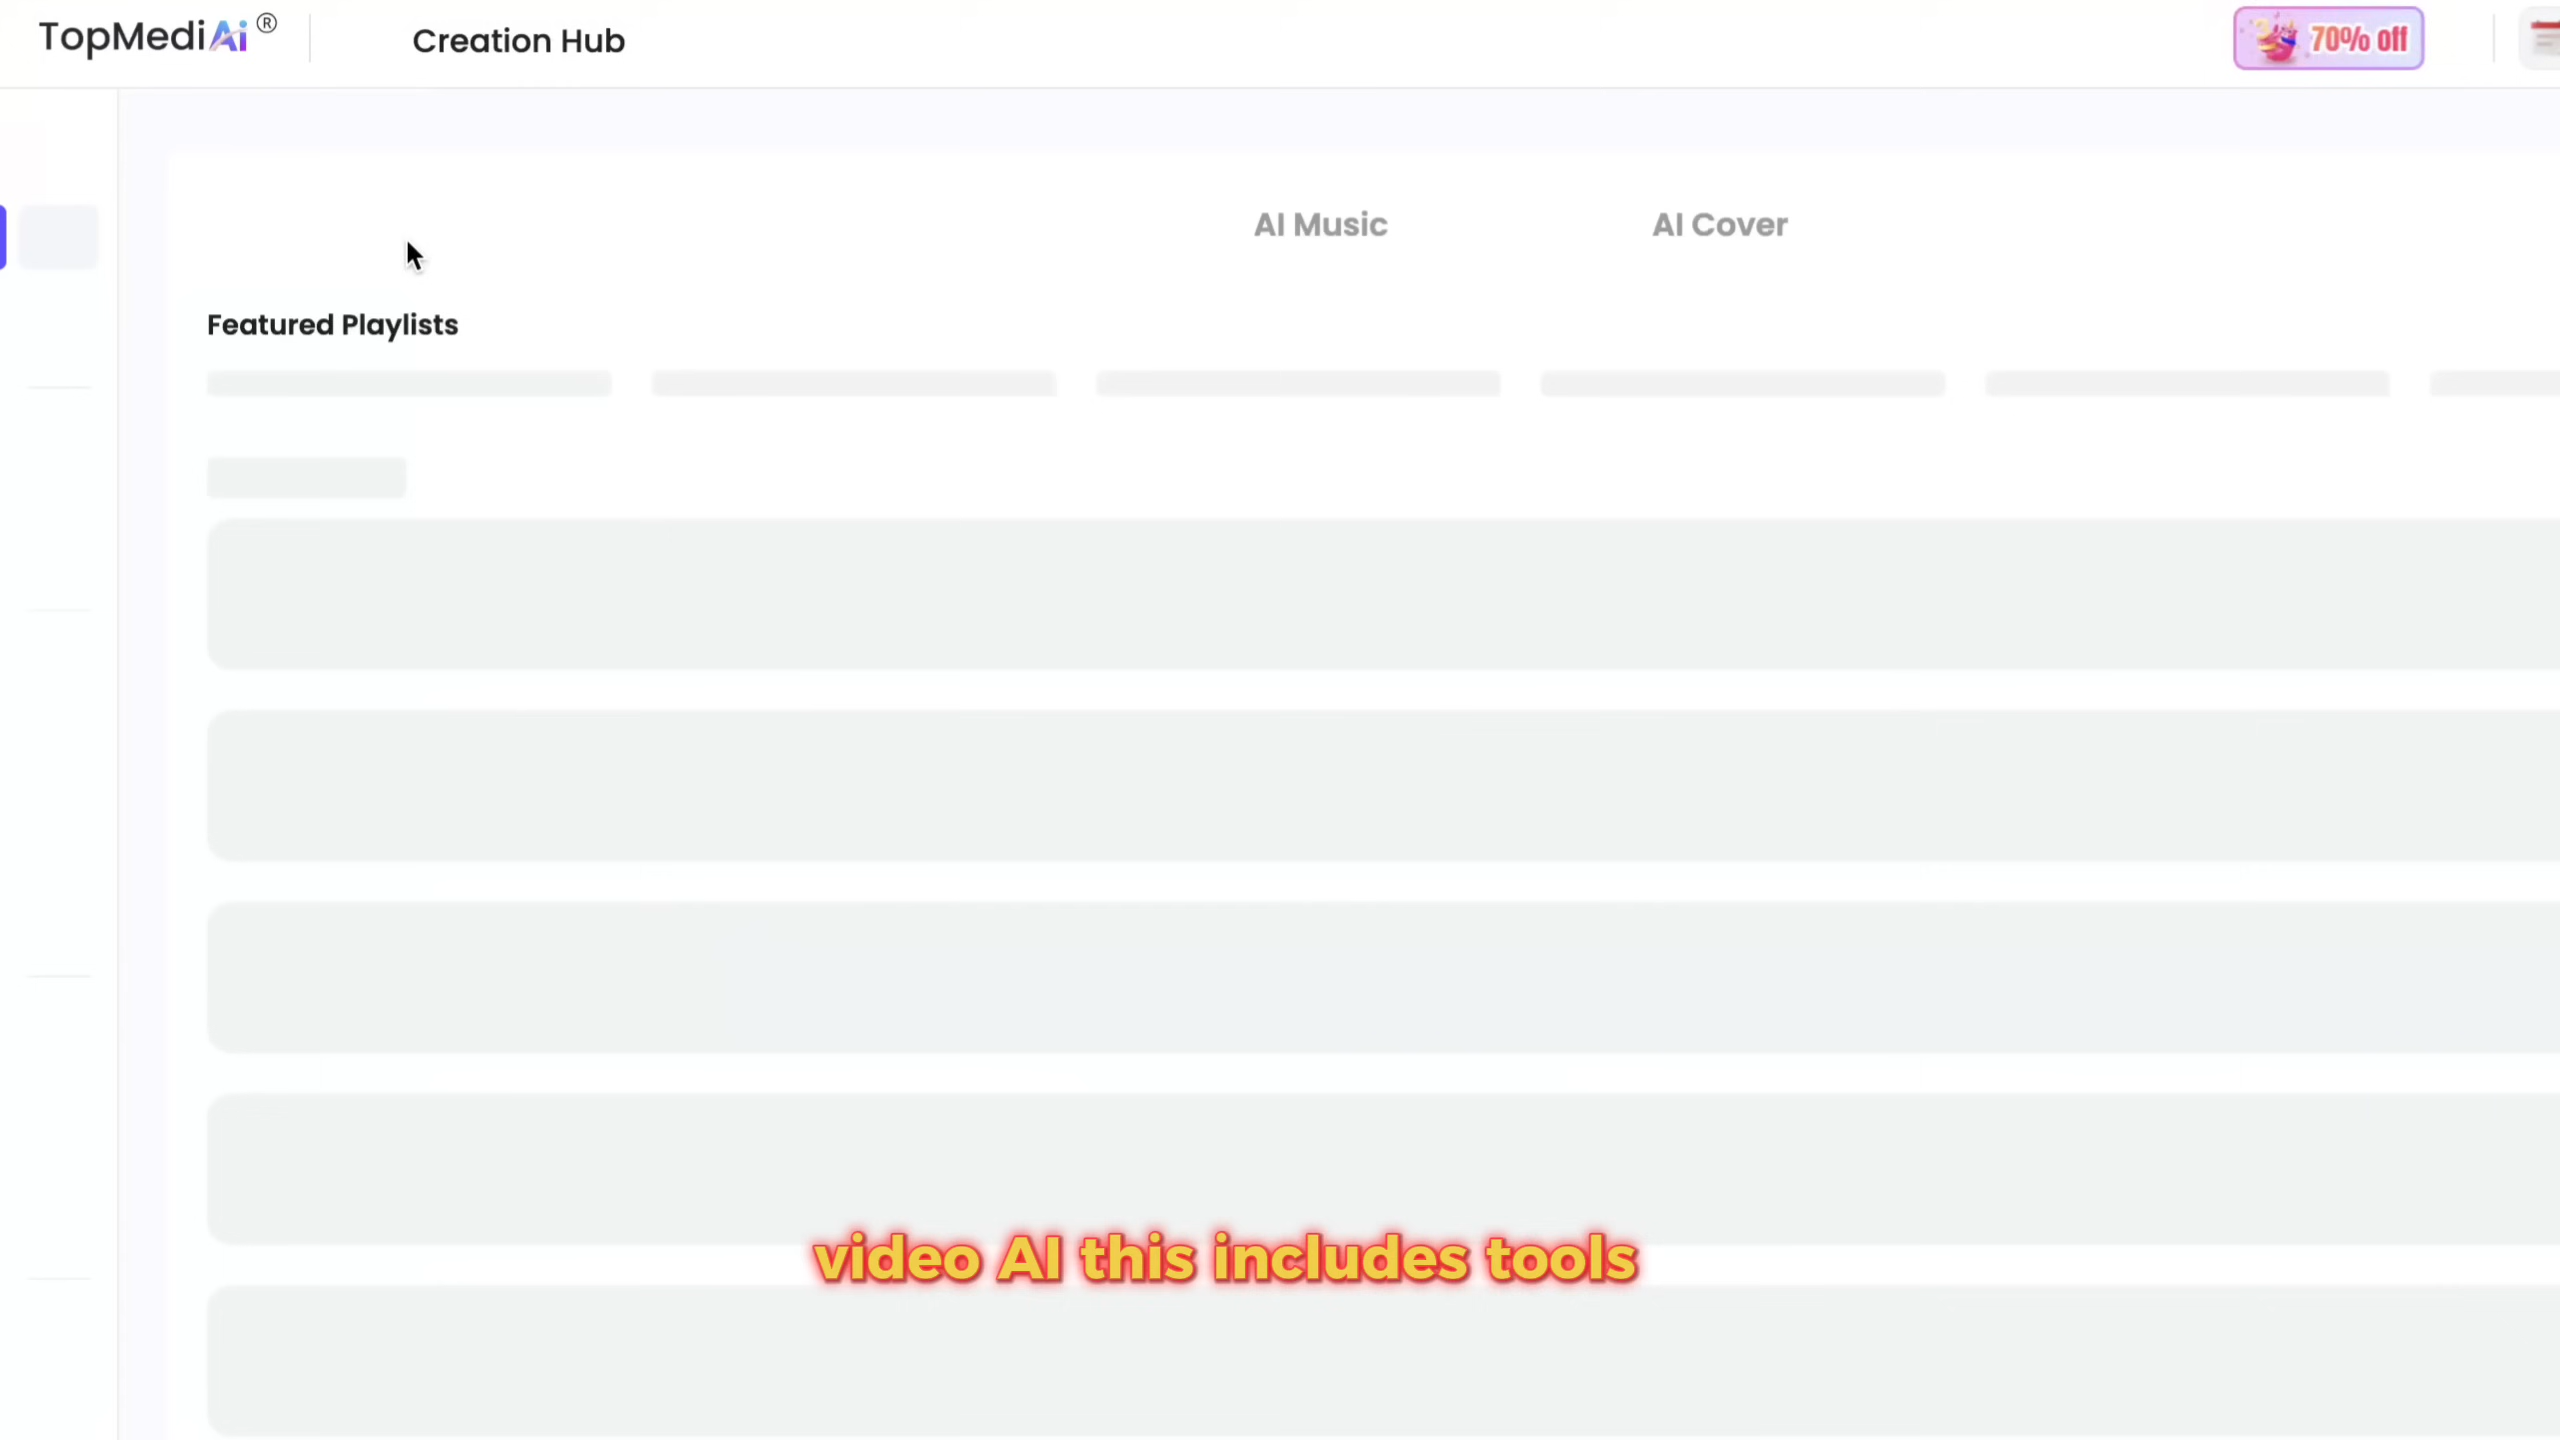 TopMediAi®
Creation Hub
70% off
AI Music
AI Cover
Featured Playlists
video AI this includes tools